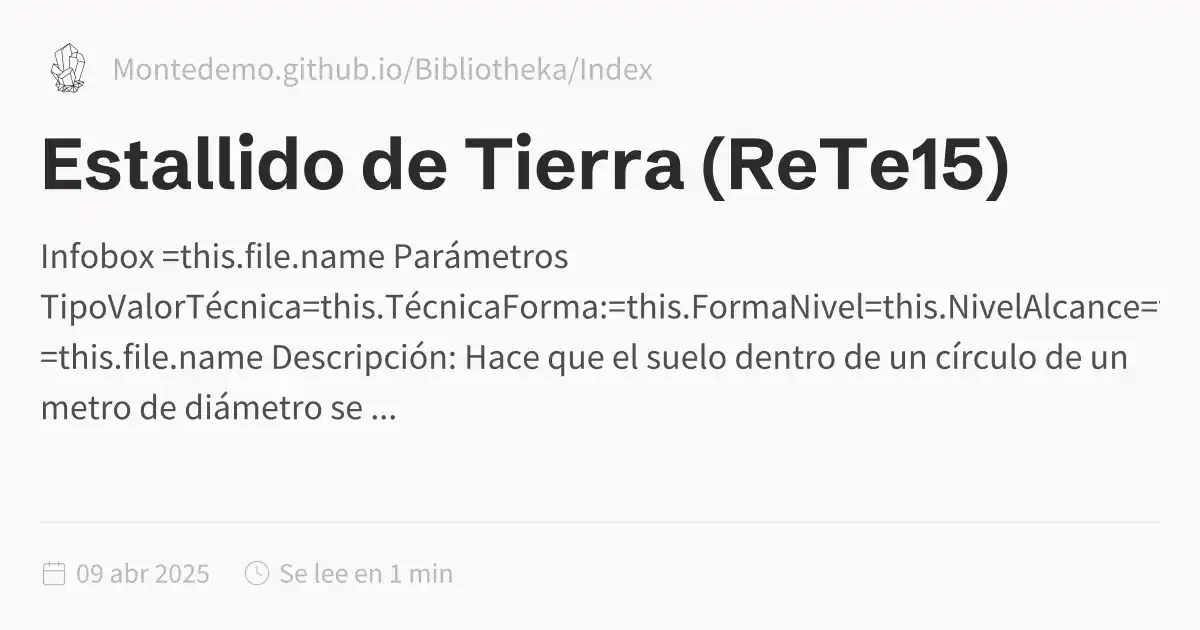 Montedemo.github.io/Bibliotheka/Index
Estallido de Tierra (ReTe15)
Infobox =this.file.name Parámetros
TipoValorTécnica=this.TécnicaForma:=this.FormaNivel=this.NivelAlcance=
=this.file.name Descripción: Hace que el suelo dentro de un círculo de un
metro de diámetro se ...
09 abr 2025
Se lee en 1 min